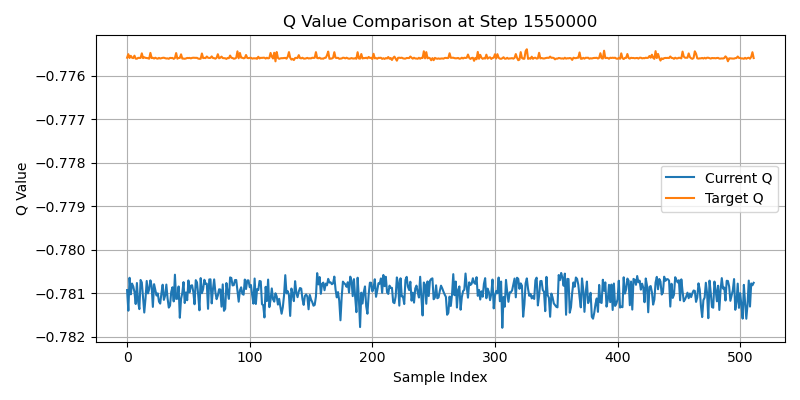 Q Value Comparison at Step 1550000
Q Value
−0.776
−0.777
−0.778
−0.779
−0.780
−0.781
−0.782
Current Q
Target Q
0
100
200
300
400
500
Sample Index